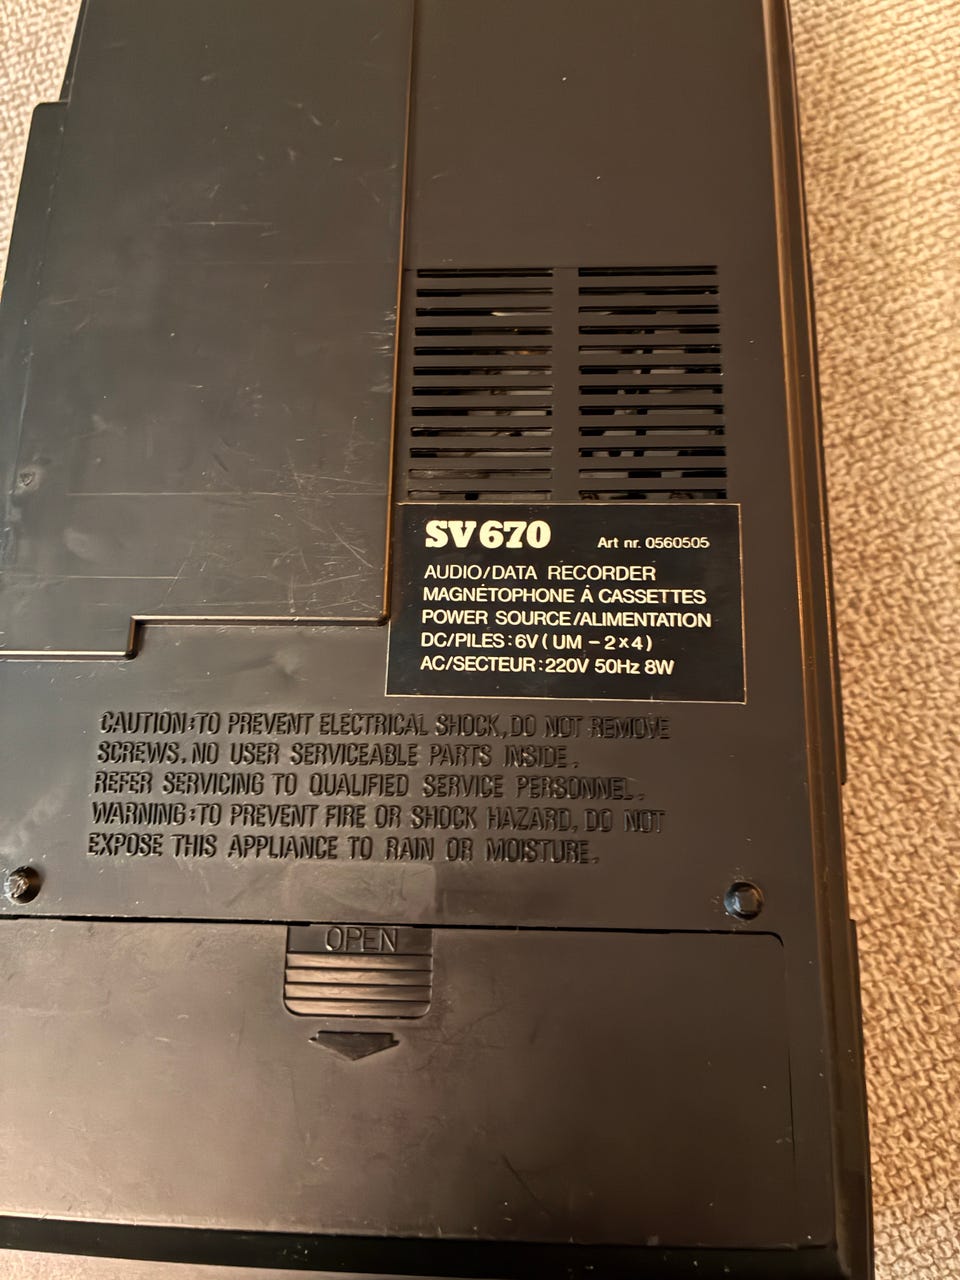 SV670 Art nr. 0560505
AUDIO/DATA RECORDER
MAGNÉTOPHONE À CASSETTES
POWER SOURCE/ALIMENTATION
DC/PILES:6V(UM-2×4)
AC/SECTEUR:220V 50Hz 8W
CAUTION:TO PREVENT ELECTRICAL SHOCK, DO NOT REMOVE
SCREWS. NO USER SERVICEABLE PARTS INSIDE.
REFER SERVICING TO QUALIFIED SERVICE PERSONNEL.
WARNING:TO PREVENT FIRE OR SHOCK HAZARD, DO NOT
EXPOSE THIS APPLIANCE TO RAIN OR MOISTURE.
OPEN